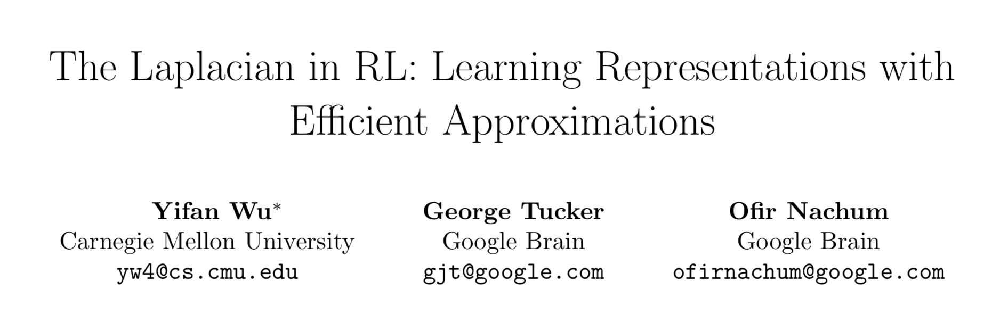 The Laplacian in RL: Learning Representations with
Efficient Approximations
Yifan Wu* George Tucker Ofir Nachum
Carnegie Mellon University Google Brain Google Brain
yw4@cs.cmu.edu gjt@google.com ofirnachum@google.com